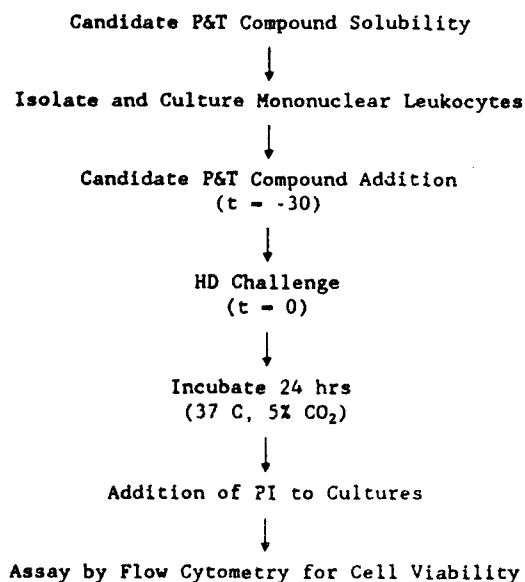 Candidate P&T Compound Solubility
Isolate and Culture Mononuclear Leukocytes
Candidate P&T Compound Addition
(t = -30)
HD Challenge
(t = 0)
Incubate 24 hrs
(37 C, 5% CO₂)
Addition of PI to Cultures
Assay by Flow Cytometry for Cell Viability